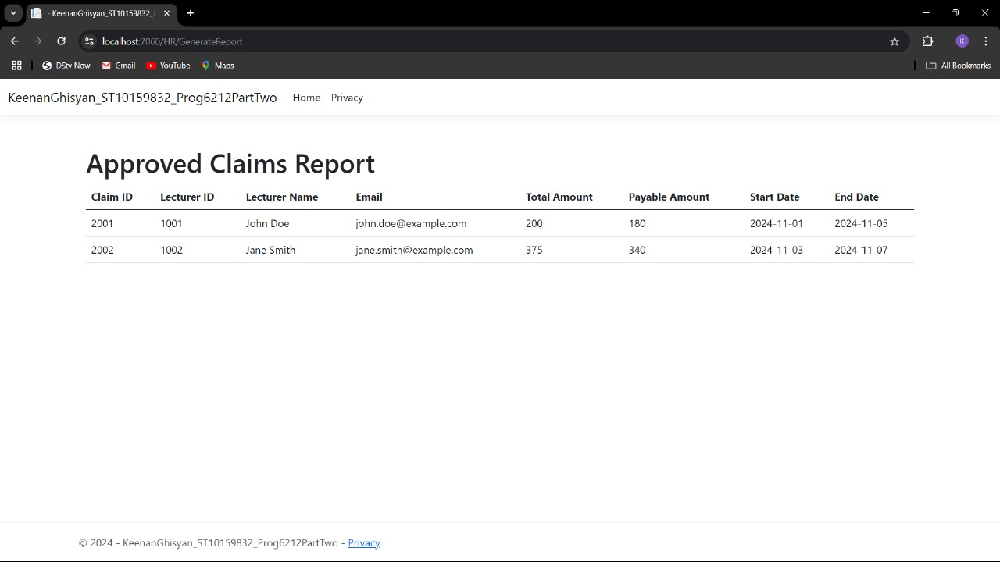 - KeenanGhisyan_ST10159832_
localhost:7060/HR/GenerateReport
K
DStv Now Gmail YouTube Maps All Bookmarks
KeenanGhisyan_ST10159832_Prog6212PartTwo Home Privacy
Approved Claims Report
Claim ID Lecturer ID Lecturer Name Email Total Amount Payable Amount Start Date End Date
2001 1001 John Doe john.doe@example.com 200 180 2024-11-01 2024-11-05
2002 1002 Jane Smith jane.smith@example.com 375 340 2024-11-03 2024-11-07
© 2024 - KeenanGhisyan_ST10159832_Prog6212PartTwo - Privacy